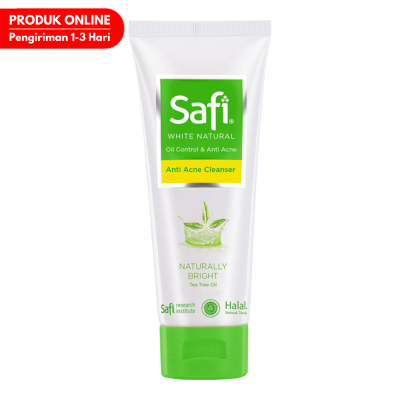 PRODUK ONLINE
Pengiriman 1-3 Hari
Safi®
WHITE NATURAL
Oil Control & Anti Acne
Anti Acne Cleanser
NATURALLY
BRIGHT
Tea Tree Oil
Safi research
institute
Halal.